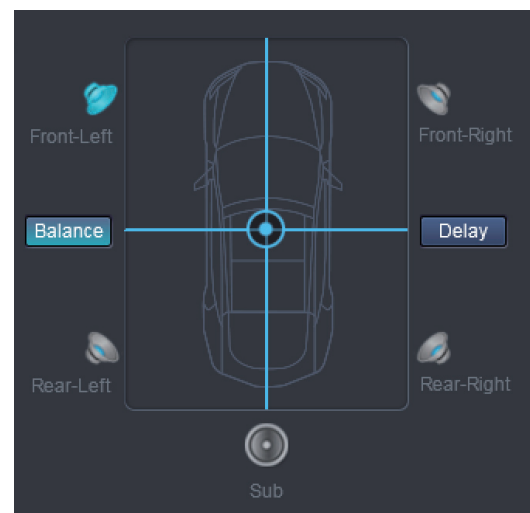 Front-Left
Front-Right
Balance
Delay
Rear-Left
Rear-Right
Sub